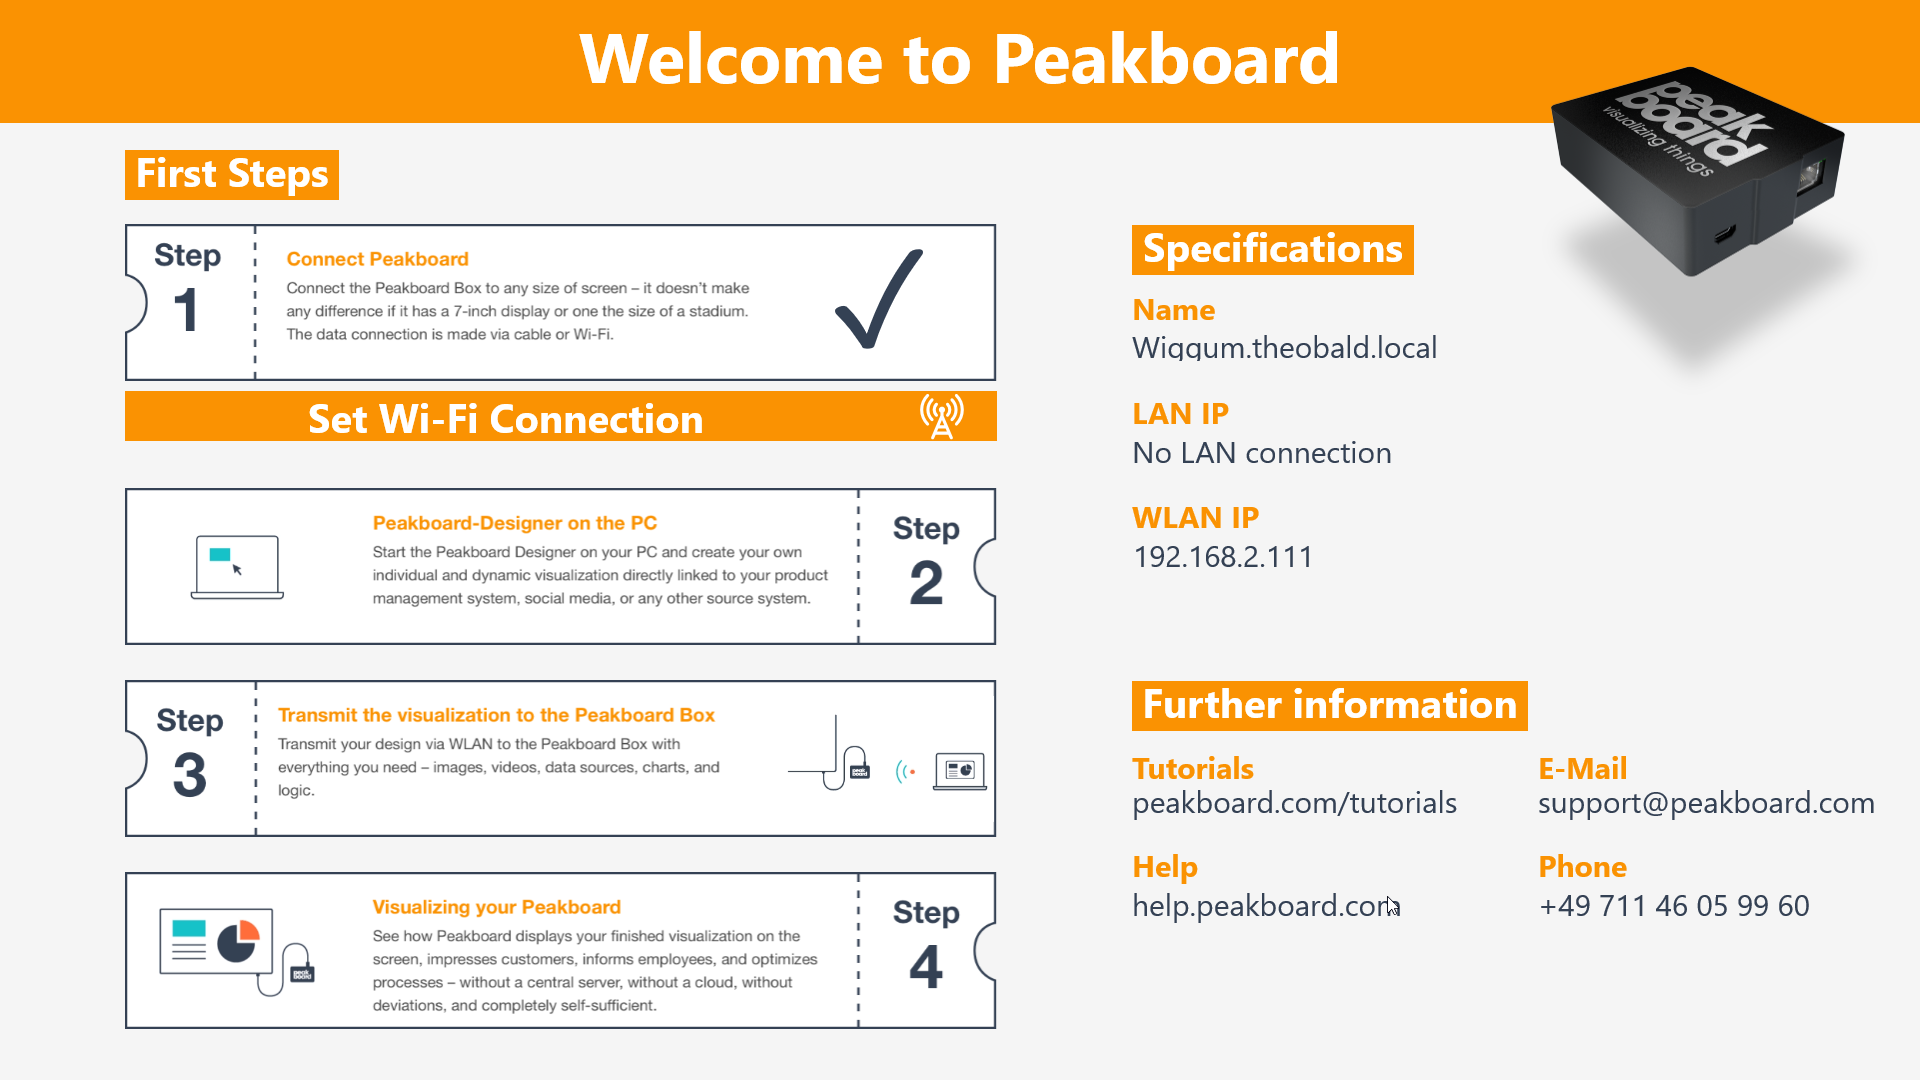 Welcome to Peakboard
peak
board
visualizing things
First Steps
Step
1
Connect Peakboard
Connect the Peakboard Box to any size of screen – it doesn't make
any difference if it has a 7-inch display or one the size of a stadium.
The data connection is made via cable or Wi-Fi.
Set Wi-Fi Connection
Peakboard-Designer on the PC
Start the Peakboard Designer on your PC and create your own
individual and dynamic visualization directly linked to your product
management system, social media, or any other source system.
Step
2
Step
3
Transmit the visualization to the Peakboard Box
Transmit your design via WLAN to the Peakboard Box with
everything you need – images, videos, data sources, charts, and
logic.
peak
board
peak
board
Visualizing your Peakboard
See how Peakboard displays your finished visualization on the
screen, impresses customers, informs employees, and optimizes
processes – without a central server, without a cloud, without
deviations, and completely self-sufficient.
Step
4
Specifications
Name
Wiggum.theobald.local
LAN IP
No LAN connection
WLAN IP
192.168.2.111
Further information
Tutorials
peakboard.com/tutorials
E-Mail
support@peakboard.com
Help
help.peakboard.com
Phone
+49 711 46 05 99 60